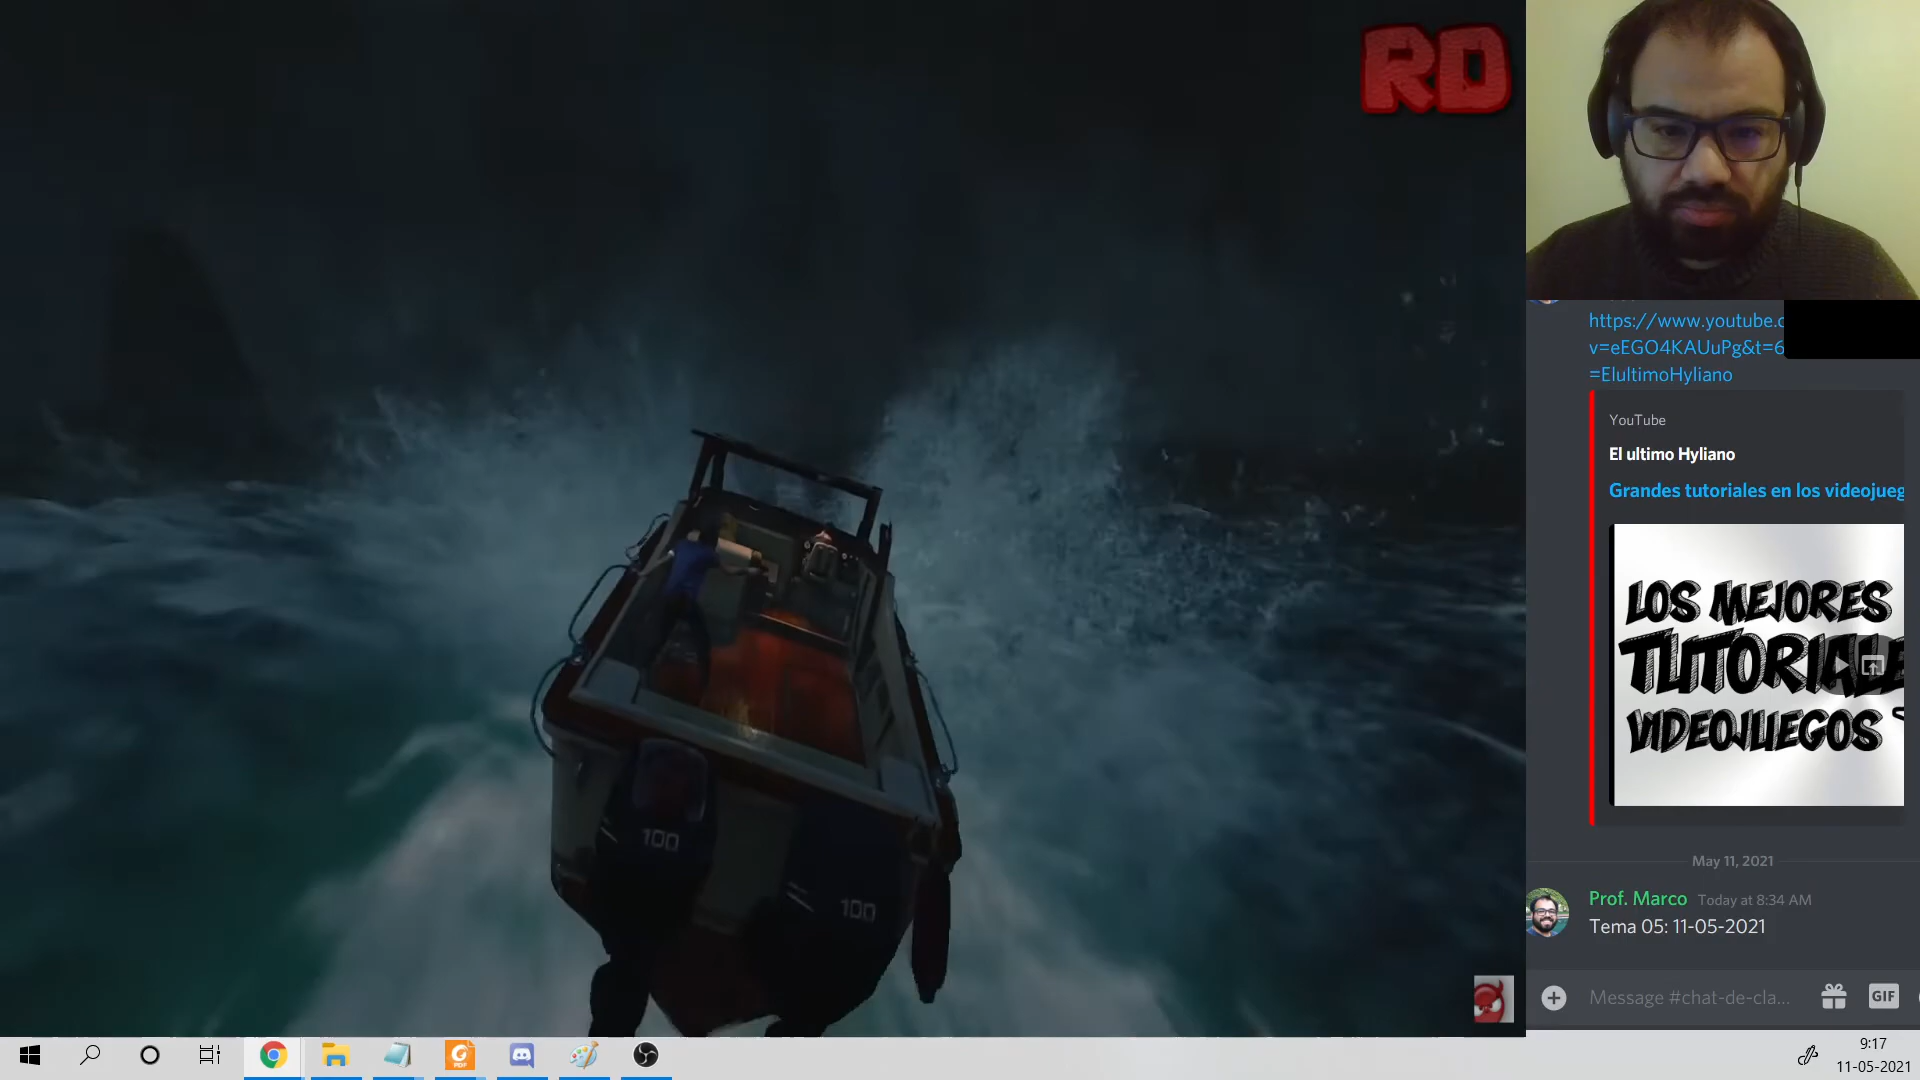 RD
https://www.youtube.c
v=eEGO4KAUuPg&t=6
=ElultimoHyliano
YouTube
El ultimo Hyliano
Grandes tutoriales en los videojueg
LOS MEJORES
TUTORIALE
VIDEOJUEGOS
May 11, 2021
Prof. Marco Today at 8:34 AM
Tema 05: 11-05-2021
Message #chat-de-cla...
GIF
100
100
9:17
11-05-2021